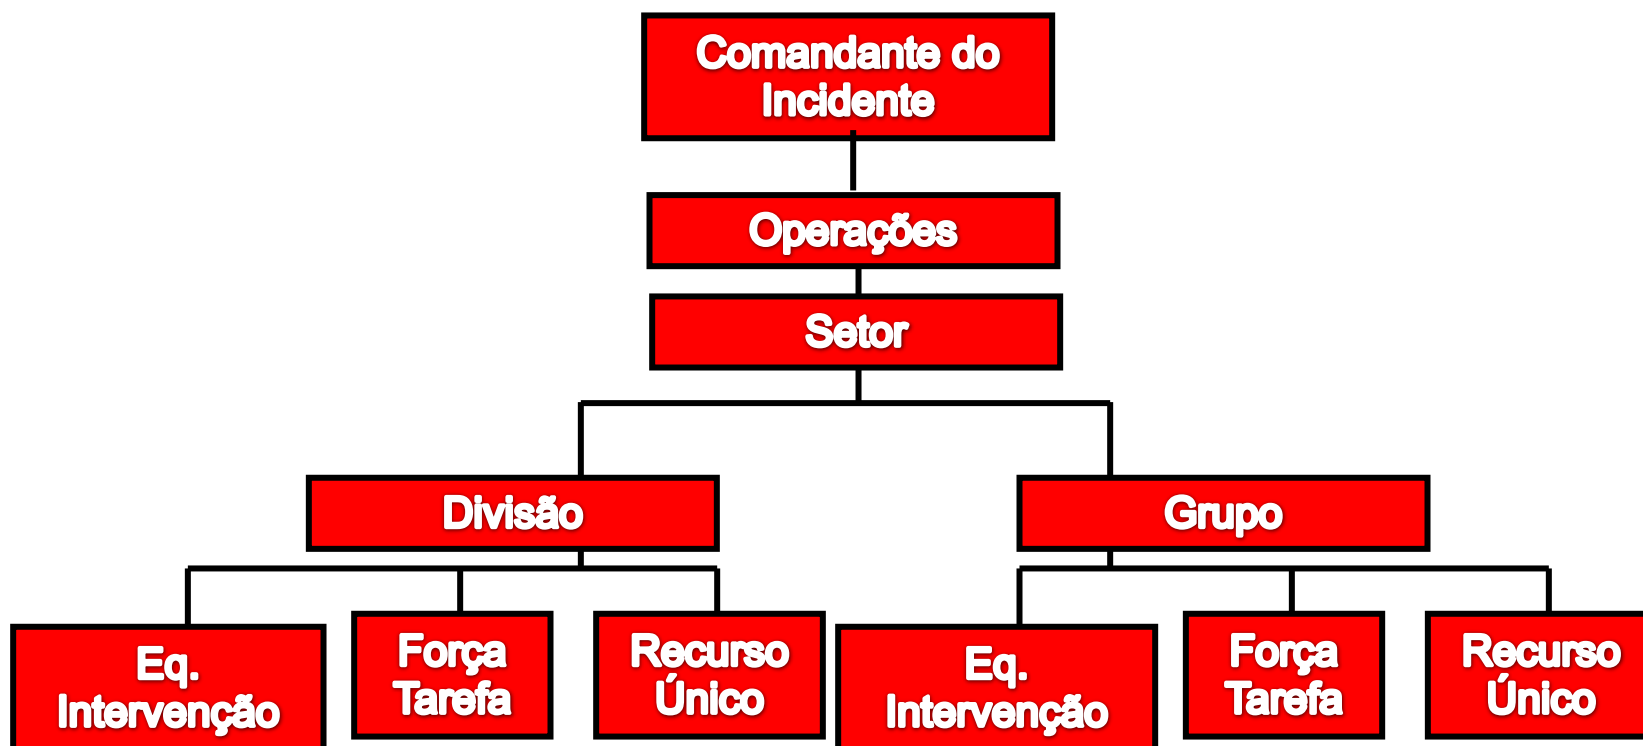 Comandante do
Incidente
Operações
Setor
Divisão
Grupo
Eq.
Intervenção
Força
Tarefa
Recurso
Único
Eq.
Intervenção
Força
Tarefa
Recurso
Único